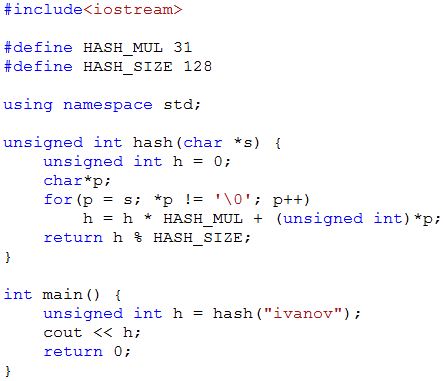 #include<iostream>
#define HASH_MUL 31
#define HASH_SIZE 128
using namespace std;
unsigned int hash(char *s) {
    unsigned int h = 0;
    char*p;
    for(p = s; *p != '\0'; p++)
        h = h * HASH_MUL + (unsigned int)*p;
    return h % HASH_SIZE;
}
int main() {
    unsigned int h = hash("ivanov");
    cout << h;
    return 0;
}